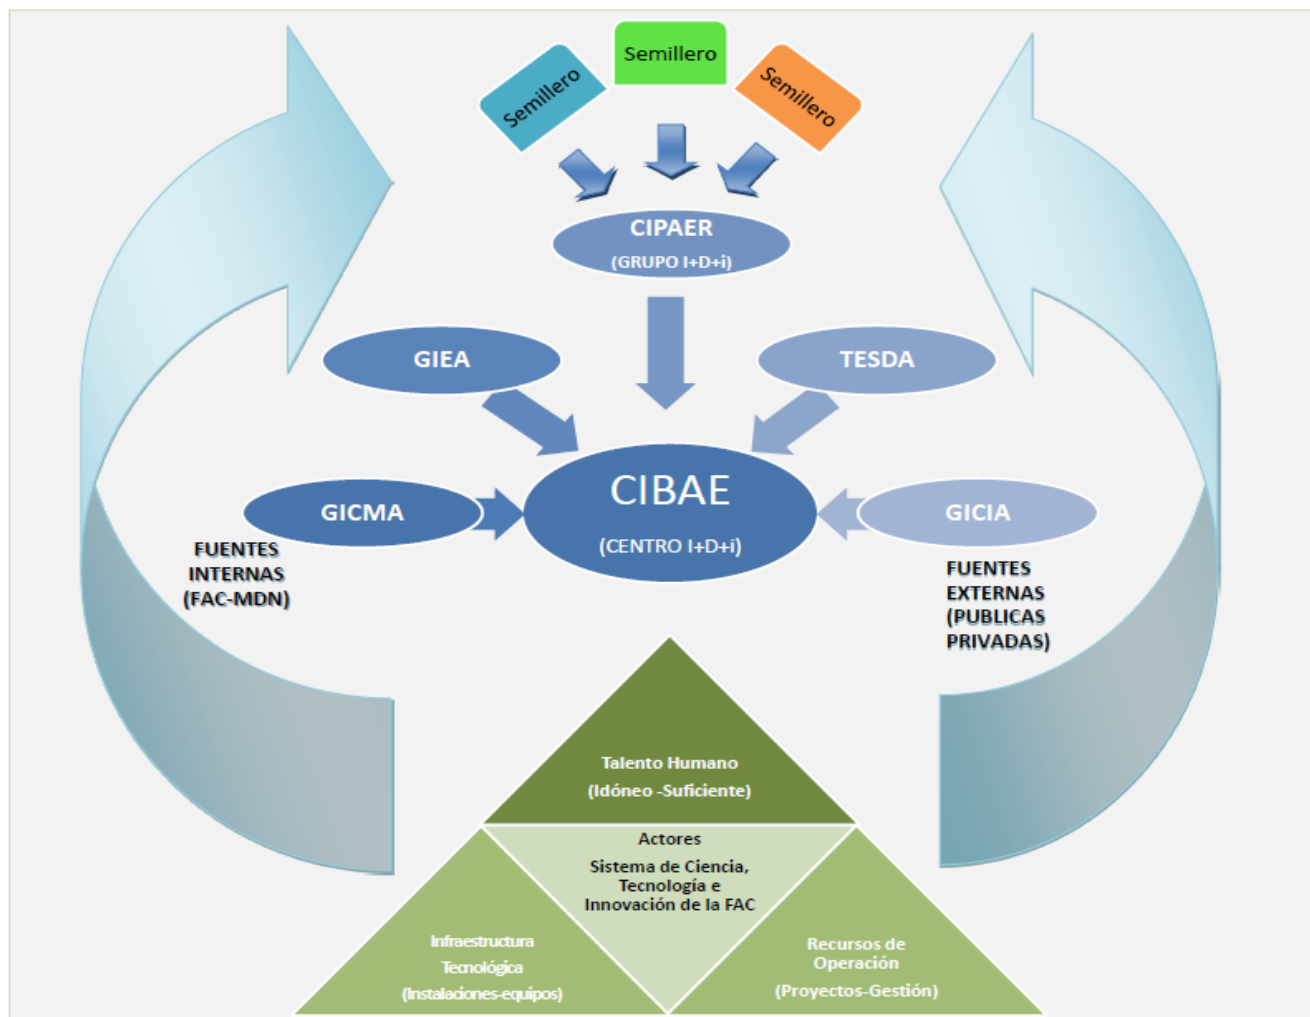 Semillero
Semillero
Semillero
CIPAER
(GRUPO I+D+i)
GIEA
TESDA
CIBAE
(CENTRO I+D+i)
GICMA
GICIA
FUENTES
INTERNAS
(FAC-MDN)
FUENTES
EXTERNAS
(PUBLICAS
PRIVADAS)
Talento Humano
(Idóneo -Suficiente)
Actores
Sistema de Ciencia,
Tecnología e
Innovación de la FAC
Infraestructura
Tecnológica
(Instalaciones-equipos)
Recursos de
Operación
(Proyectos-Gestión)